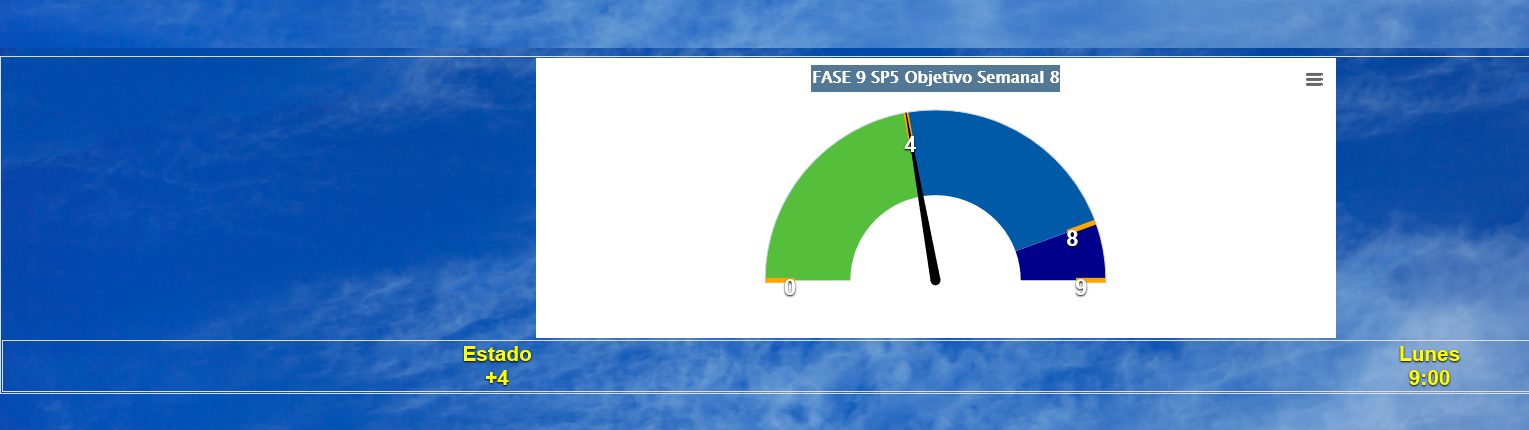 FASE 9 SP5 Objetivo Semanal 8
4
8
0
9
Estado
+4
Lunes
9:00